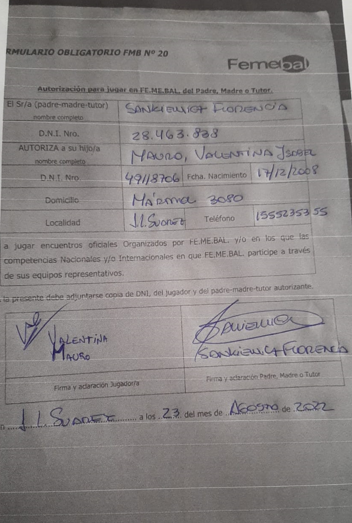 RMULARIO OBLIGATORIO FMB Nº 20
Femebal
Autorización para jugar en FE.ME.BAL. del Padre, Madre o Tutor.
El Sr/a (padre-madre-tutor) SANKIEWICZ FLORENCIA
nombre completo
D.N.I. Nro. 28.463.838
AUTORIZA a su hijo/a MAURO, VALENTINA ISABEL
nombre completo
D.N.I. Nro. 49113706 Fcha. Nacimiento 17/12/2008
Domicilio MÁRMOL 3080
Localidad J.L. SUAREZ Teléfono 1555235355
a jugar encuentros oficiales Organizados por FE.ME.BAL. y/o en los que las
competencias Nacionales y/o Internacionales en que FE.ME.BAL. participe a través
de sus equipos representativos.
la presente debe adjuntarse copia de DNI, del jugador y del padre-madre-tutor autorizante.
VALENTINA
MAURO
SANKIEWICZ FLORENCIA
Firma y aclaración Jugador/a
Firma y aclaración Padre, Madre o Tutor
J.L. SUAREZ a los 23 del mes de AGOSTO de 2022